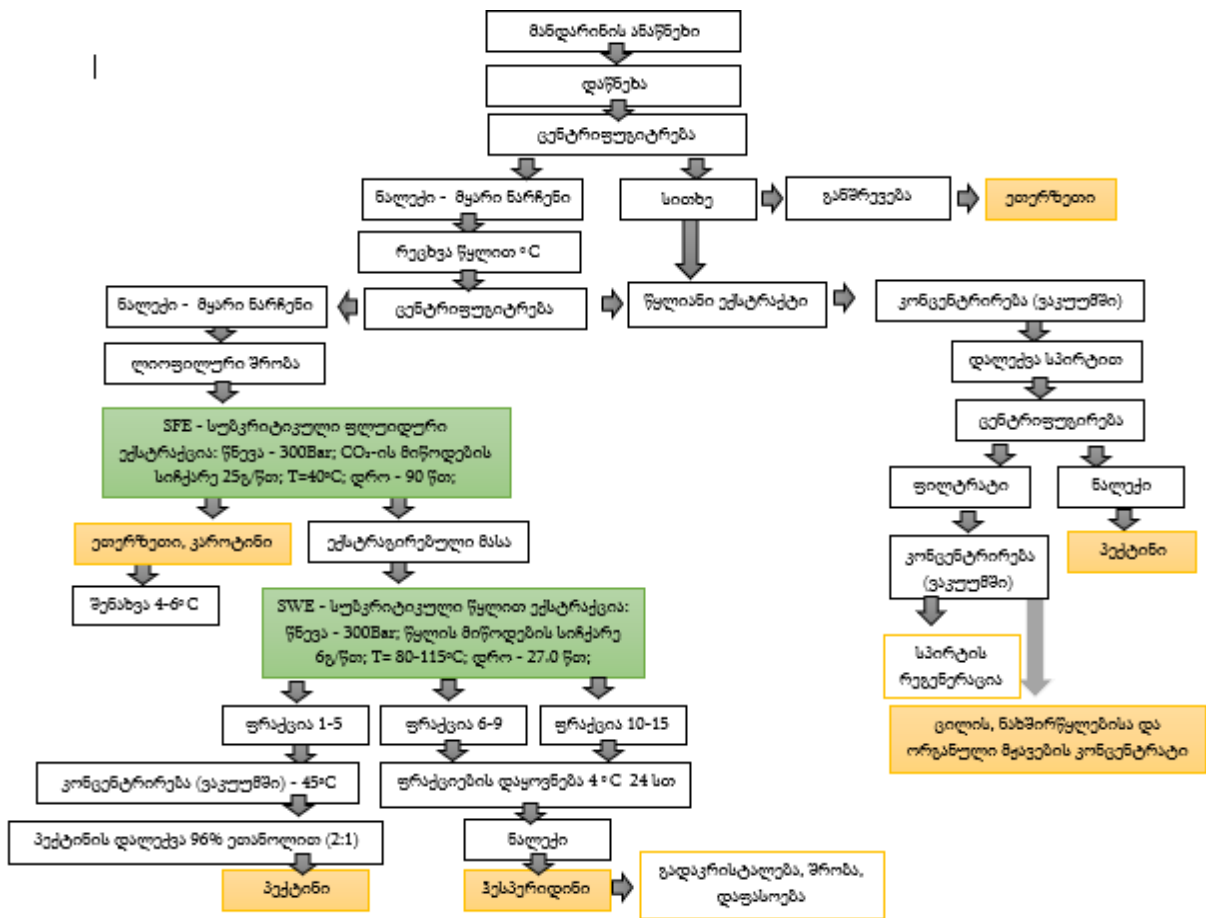 მანდარინის ანაწნეხი
დაწნეხა
ცენტრიფუგიტრება
ნალექი - მყარი ნარჩენი
სითხე
განშრევება
ეთერზეთი
რეცხვა წყლით °C
ნალექი - მყარი ნარჩენი
ცენტრიფუგიტრება
წყლიანი ექსტრაქტი
კონცენტრირება (ვაკუუმში)
ლიოფილური შრობა
დალექვა სპირტით
SFE - სუბკრიტიკული ფლუიდური
ექსტრაქცია: წნევა - 300Bar; CO₂-ის მიწოდების
სიჩქარე 25გ/წთ; T=40°C; დრო - 90 წთ;
ცენტრიფუგირება
ფილტრატი
ნალექი
ეთერზეთი, კაროტინი
ექსტრაგირებული მასა
კონცენტრირება
(ვაკუუმში)
პექტინი
შენახვა 4-6°C
SWE - სუბკრიტიკული წყლით ექსტრაქცია:
წნევა - 300Bar; წყლის მიწოდების სიჩქარე
6გ/წთ; T= 80-115°C; დრო - 27.0 წთ;
სპირტის
რეგენერაცია
ფრაქცია 1-5
ფრაქცია 6-9
ფრაქცია 10-15
ცილის, ნახშირწყლებისა და
ორგანული მჟავების კონცენტრატი
კონცენტრირება (ვაკუუმში) - 45°C
ფრაქციების დაყოვნება 4 °C 24 სთ
პექტინის დალექვა 96% ეთანოლით (2:1)
ნალექი
პექტინი
ჰესპერიდინი
გადაკრისტალება, შრობა,
დაფასოება